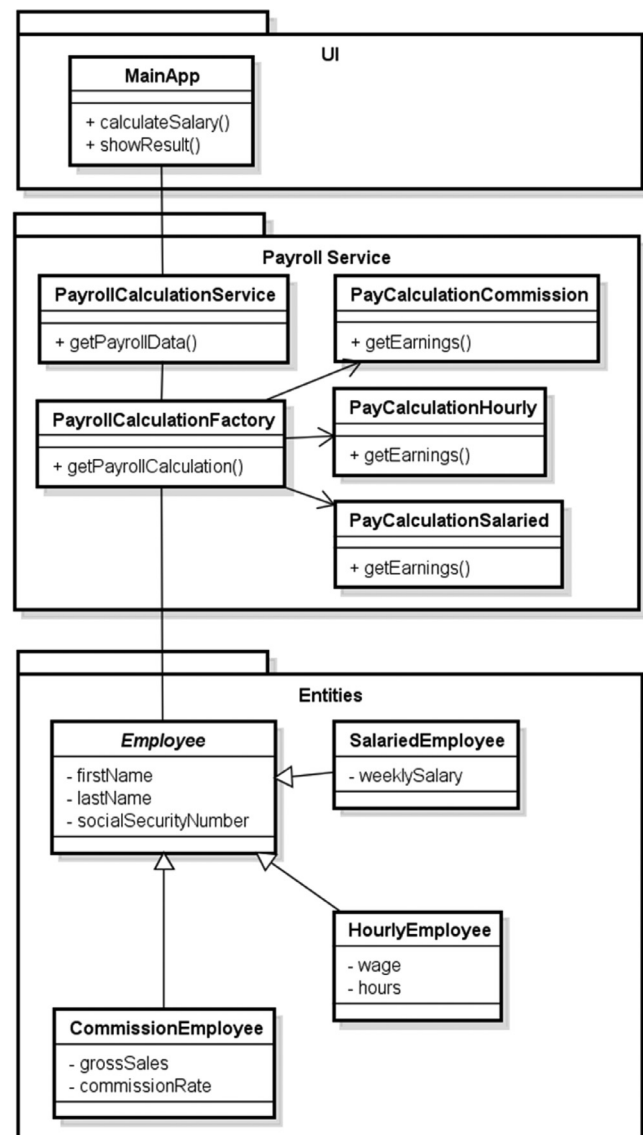 UI
MainApp
+ calculateSalary()
+ showResult()
Payroll Service
PayrollCalculationService
+ getPayrollData()
PayCalculationCommission
+ getEarnings()
PayrollCalculationFactory
+ getPayrollCalculation()
PayCalculationHourly
+ getEarnings()
PayCalculationSalaried
+ getEarnings()
Entities
Employee
- firstName
- lastName
- socialSecurityNumber
SalariedEmployee
- weeklySalary
HourlyEmployee
- wage
- hours
CommissionEmployee
- grossSales
- commissionRate